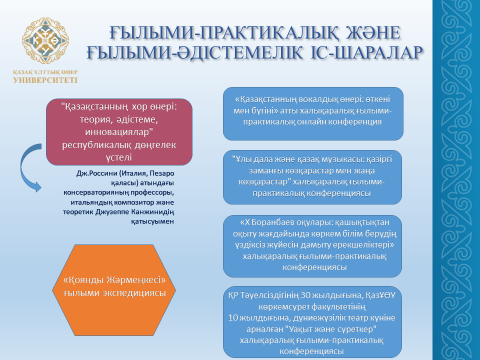 ҒЫЛЫМИ-ПРАКТИКАЛЫҚ ЖӘНЕ
ҒЫЛЫМИ-ӘДІСТЕМЕЛІК ІС-ШАРАЛАР
ҚАЗАҚ ҰЛТТЫҚ ӨНЕР
УНИВЕРСИТЕТІ
"Қазақстанның хор өнері:
теория, әдістеме,
инновациялар"
республикалық дөңгелек
үстелі
Дж.Россини (Италия, Пезаро
қаласы) атындағы
консерваторияның профессоры,
итальяндық композитор және
теоретик Джузеппе Канжинидің
қатысуымен
«Қоянды Жәрмеңкесі»
ғылыми экспедициясы
«Қазақстанның вокалдық өнері: өткені
мен бүгіні» атты халықаралық ғылыми-
практикалық онлайн конференция
"Ұлы дала және қазақ музыкасы: қазіргі
заманғы көзқарастар мен жаңа
көзқарастар" халықаралық ғылыми-
практикалық конференциясы
«Х Боранбаев оқулары: қашықтықтан
оқыту жағдайында көркем білім берудің
үздіксіз жүйесін дамыту ерекшеліктері»
халықаралық ғылыми-практикалық
конференциясы
ҚР Тәуелсіздігінің 30 жылдығына, ҚазҰӨУ
көркемсурет факультетінің
10 жылдығына, дүниежүзілік театр күніне
арналған "Уақыт және суреткер"
халықаралық ғылыми-практикалық
конференциясы